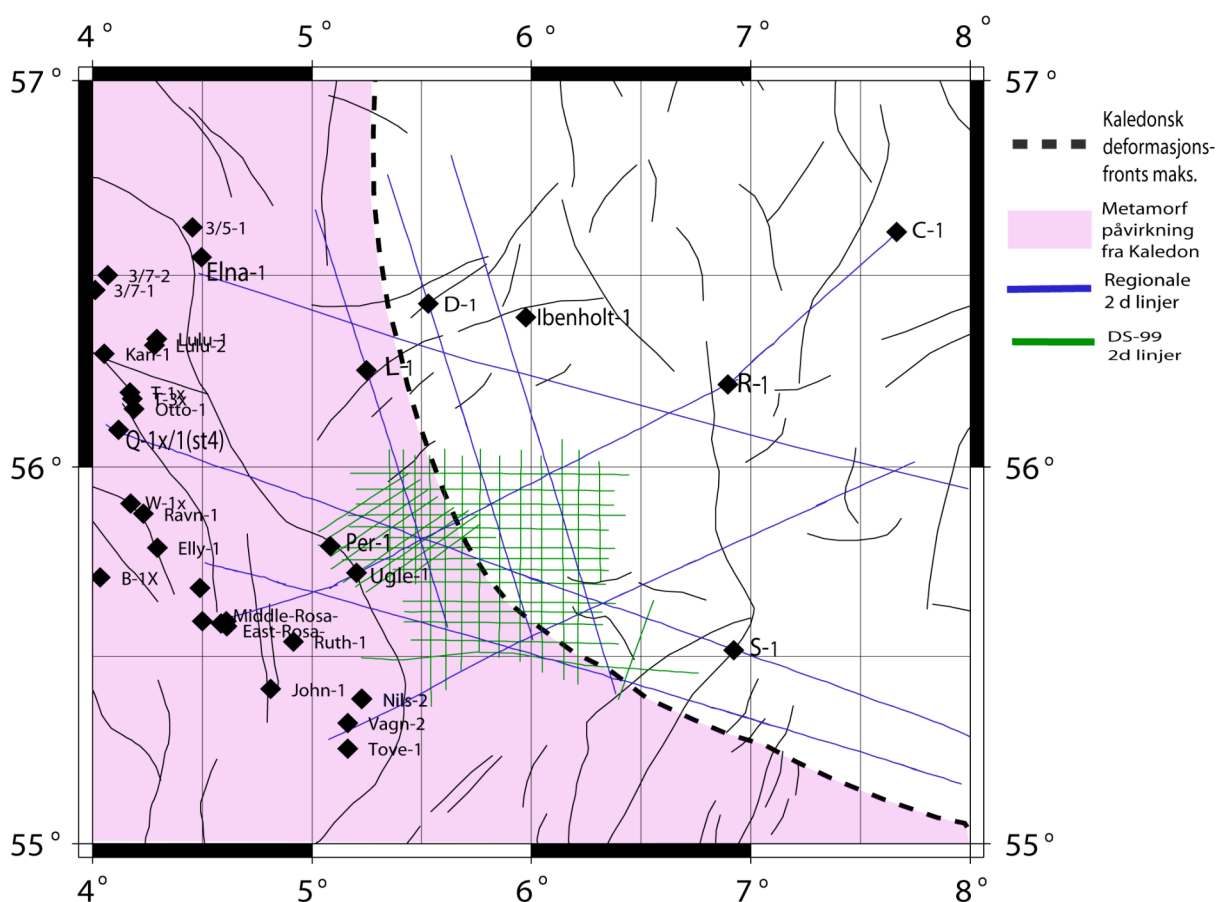 4 °
5 °
6 °
7 °
8 °
57 °
57 °
56 °
56 °
55 °
55 °
4 °
5 °
6 °
7 °
8 °
3/5-1
Elna-1
3/7-2
3/7-1
Lulu-1
Lulu-2
Karl-1
T-1x
T-3x
Otto-1
Q-1x/1(st4)
W-1x
Ravn-1
Elly-1
B-1X
Middle-Rosa-
East-Rosa-
Ruth-1
John-1
Nils-2
Vagn-2
Tove-1
Per-1
Ugle-1
L-1
D-1
Ibenholt-1
R-1
C-1
S-1
Kaledonsk
deformasjons-
fronts maks.
Metamorf
påvirkning
fra Kaledon
Regionale
2 d linjer
DS-99
2d linjer